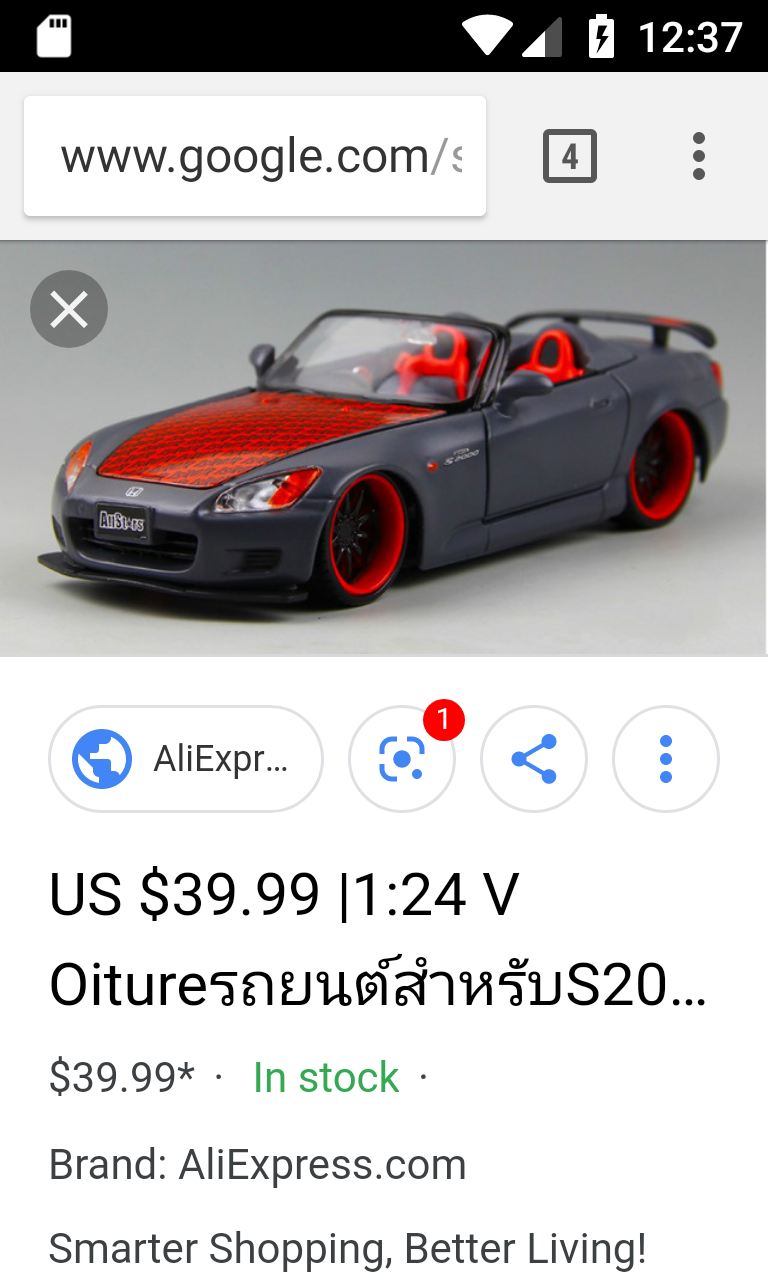 12:37
www.google.com/s
4
AllStars
S2000
AliExpr...
1
US $39.99 |1:24 V
Oitureรถยนต์สำหรับS20...
$39.99* · In stock ·
Brand: AliExpress.com
Smarter Shopping, Better Living!